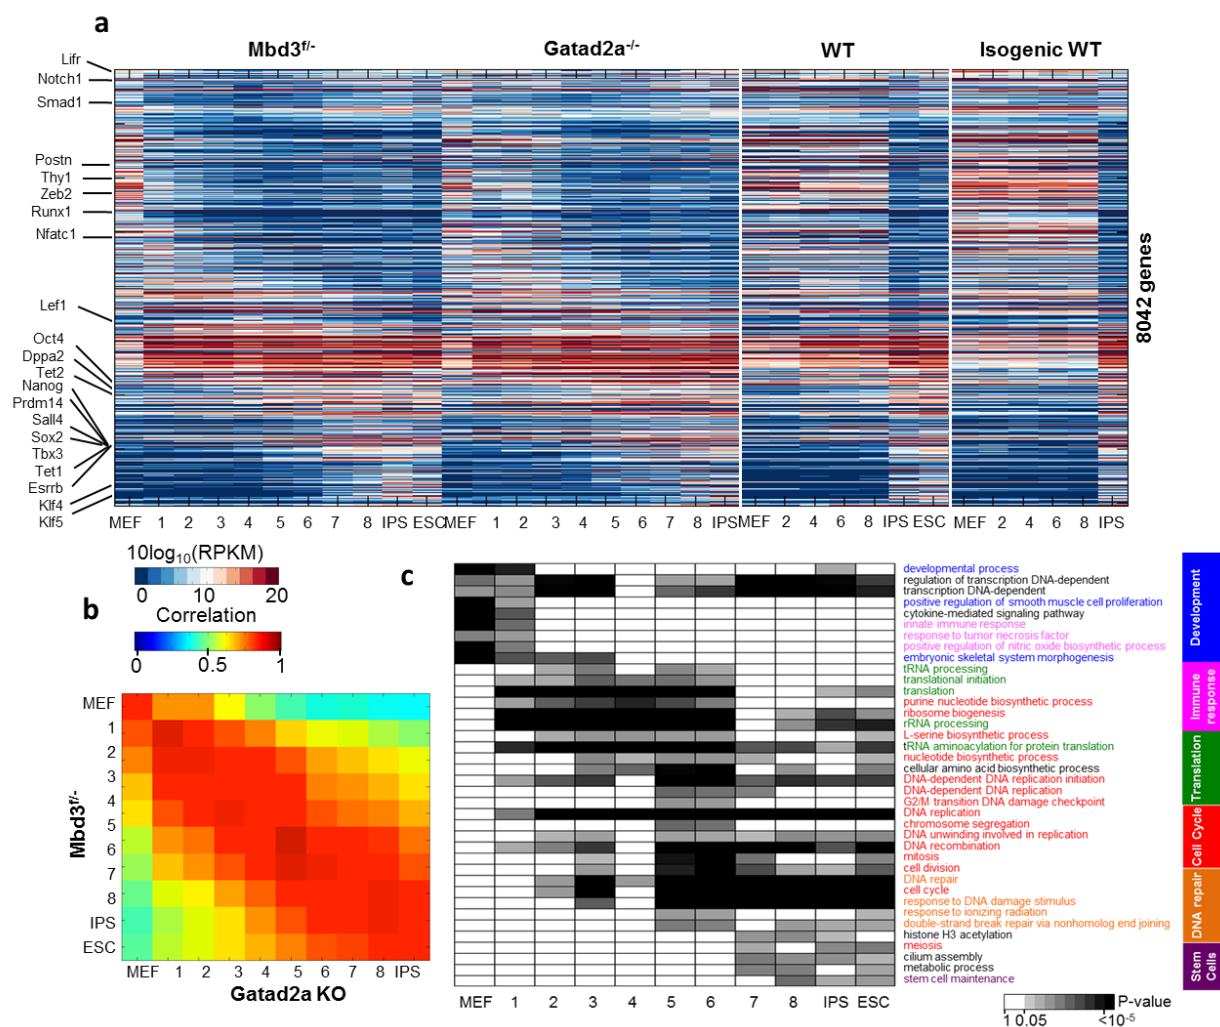 a
Mbd3f/-
Gatad2a-/-
WT
Isogenic WT
Lifr
Notch1
Smad1
Postn
Thy1
Zeb2
Runx1
Nfatc1
Lef1
Oct4
Dppa2
Tet2
Nanog
Prdm14
Sall4
Sox2
Tbx3
Tet1
Esrrb
Klf4
Klf5
8042 genes
MEF 1 2 3 4 5 6 7 8 IPS ESC MEF 1 2 3 4 5 6 7 8 IPS MEF 2 4 6 8 IPS ESC MEF 2 4 6 8 IPS
10log10(RPKM)
0 10 20
b
Correlation
0 0.5 1
MEF
1
2
3
4
5
6
7
8
IPS
ESC
Mbd3f/-
MEF 1 2 3 4 5 6 7 8 IPS
Gatad2a KO
c
developmental process
regulation of transcription DNA-dependent
transcription DNA-dependent
positive regulation of smooth muscle cell proliferation
cytokine-mediated signaling pathway
innate immune response
response to tumor necrosis factor
positive regulation of nitric oxide biosynthetic process
embryonic skeletal system morphogenesis
tRNA processing
translational initiation
translation
purine nucleotide biosynthetic process
ribosome biogenesis
rRNA processing
L-serine biosynthetic process
tRNA aminoacylation for protein translation
nucleotide biosynthetic process
cellular amino acid biosynthetic process
DNA-dependent DNA replication initiation
DNA-dependent DNA replication
G2/M transition DNA damage checkpoint
DNA replication
chromosome segregation
DNA unwinding involved in replication
DNA recombination
mitosis
cell division
DNA repair
cell cycle
response to DNA damage stimulus
response to ionizing radiation
double-strand break repair via nonhomolog end joining
histone H3 acetylation
meiosis
cilium assembly
metabolic process
stem cell maintenance
MEF 1 2 3 4 5 6 7 8 IPS ESC
P-value
1 0.05 <10-5
Development
Immune
response
Translation
Cell Cycle
DNA repair
Stem
Cells